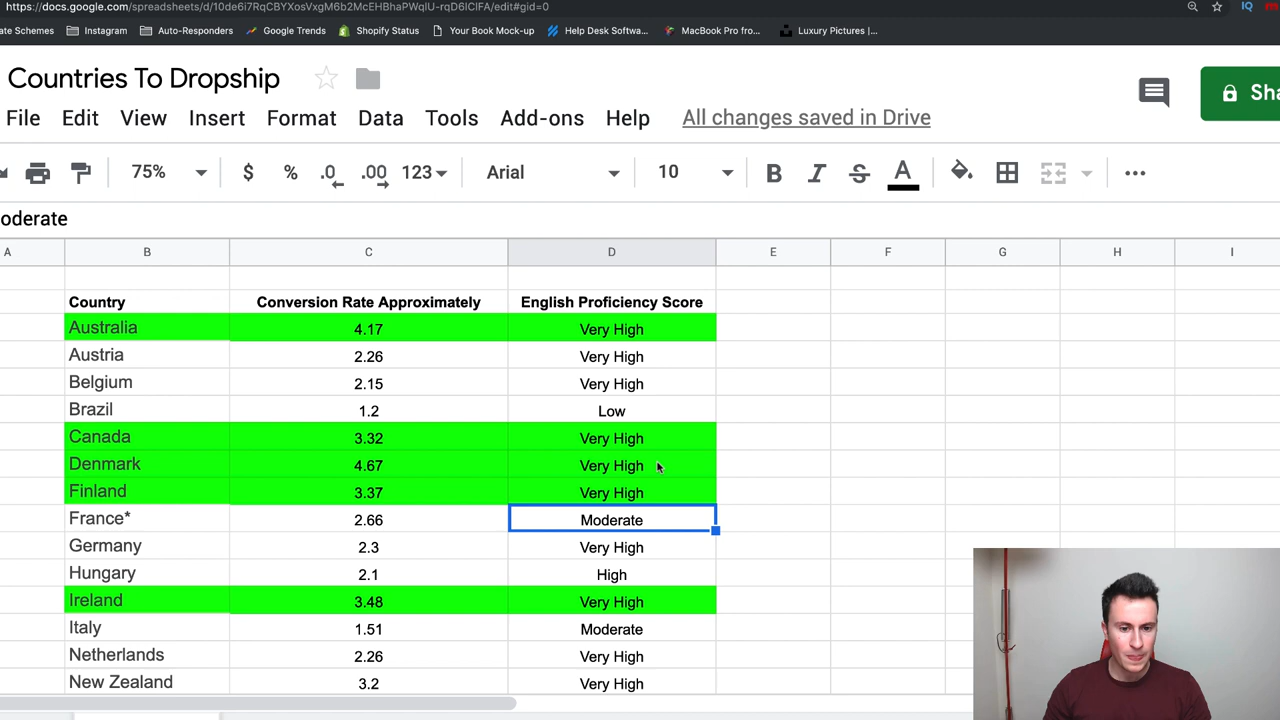 https://docs.google.com/spreadsheets/d/10de6i7RqCBYXosVxgM6b2McEHBhaPWqlU-rqD6lClFA/edit#gid=0
ate Schemes Instagram Auto-Responders Google Trends Shopify Status Your Book Mock-up Help Desk Softwa... MacBook Pro fro... Luxury Pictures |...
Countries To Dropship
Sha
File Edit View Insert Format Data Tools Add-ons Help All changes saved in Drive
75% $ % .0 .00 123 Arial 10 B I S A
oderate
A B C D E F G H I
Country Conversion Rate Approximately English Proficiency Score
Australia 4.17 Very High
Austria 2.26 Very High
Belgium 2.15 Very High
Brazil 1.2 Low
Canada 3.32 Very High
Denmark 4.67 Very High
Finland 3.37 Very High
France* 2.66 Moderate
Germany 2.3 Very High
Hungary 2.1 High
Ireland 3.48 Very High
Italy 1.51 Moderate
Netherlands 2.26 Very High
New Zealand 3.2 Very High